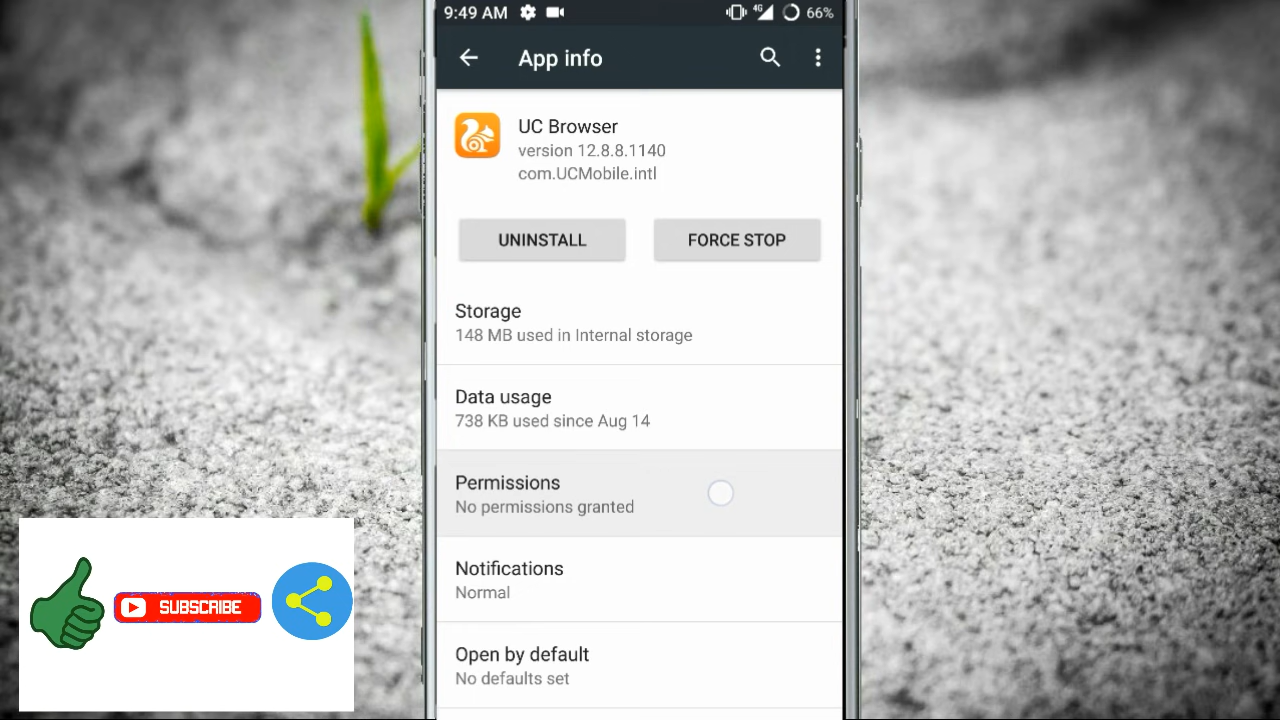 9:49 AM 4G 66%
App info
UC Browser
version 12.8.8.1140
com.UCMobile.intl
UNINSTALL FORCE STOP
Storage
148 MB used in Internal storage
Data usage
738 KB used since Aug 14
Permissions
No permissions granted
Notifications
Normal
SUBSCRIBE
Open by default
No defaults set